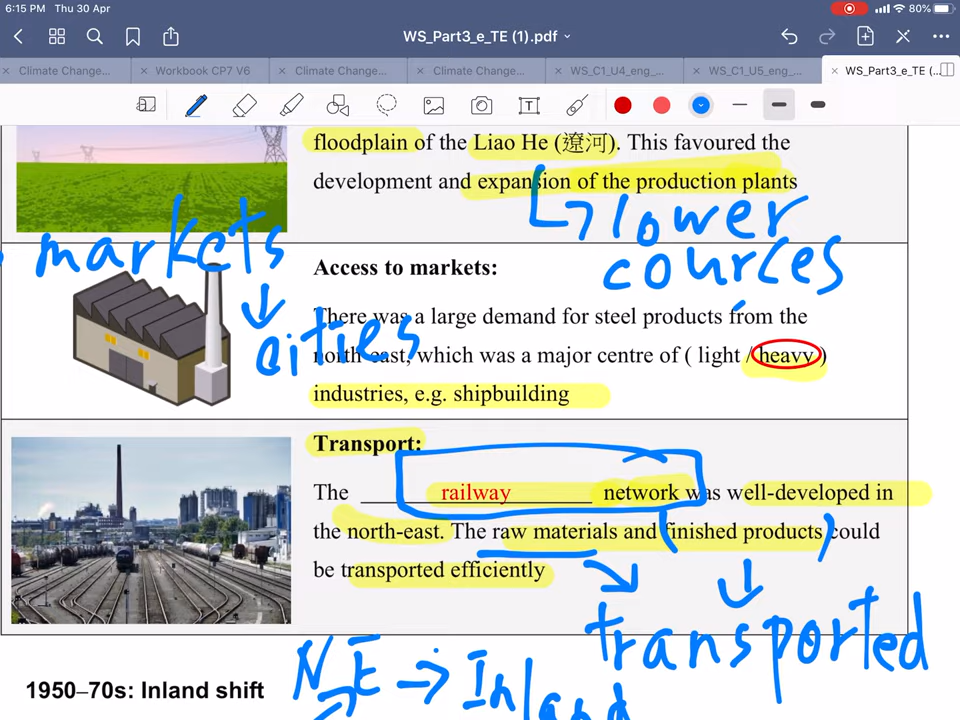 6:15 PM Thu 30 Apr
80%
WS_Part3_e_TE (1).pdf
Climate Change...
Workbook CP7 V6
Climate Change...
Climate Change...
WS_C1_U4_eng_...
WS_C1_U5_eng_...
WS_Part3_e_TE (...
floodplain of the Liao He (遼河). This favoured the
development and expansion of the production plants
lower
cources
markets
cities
Access to markets:
There was a large demand for steel products from the
north-east, which was a major centre of ( light / heavy )
industries, e.g. shipbuilding
Transport:
The ____ railway ____ network was well-developed in
the north-east. The raw materials and finished products could
be transported efficiently
transported
1950–70s: Inland shift
NE → Inland